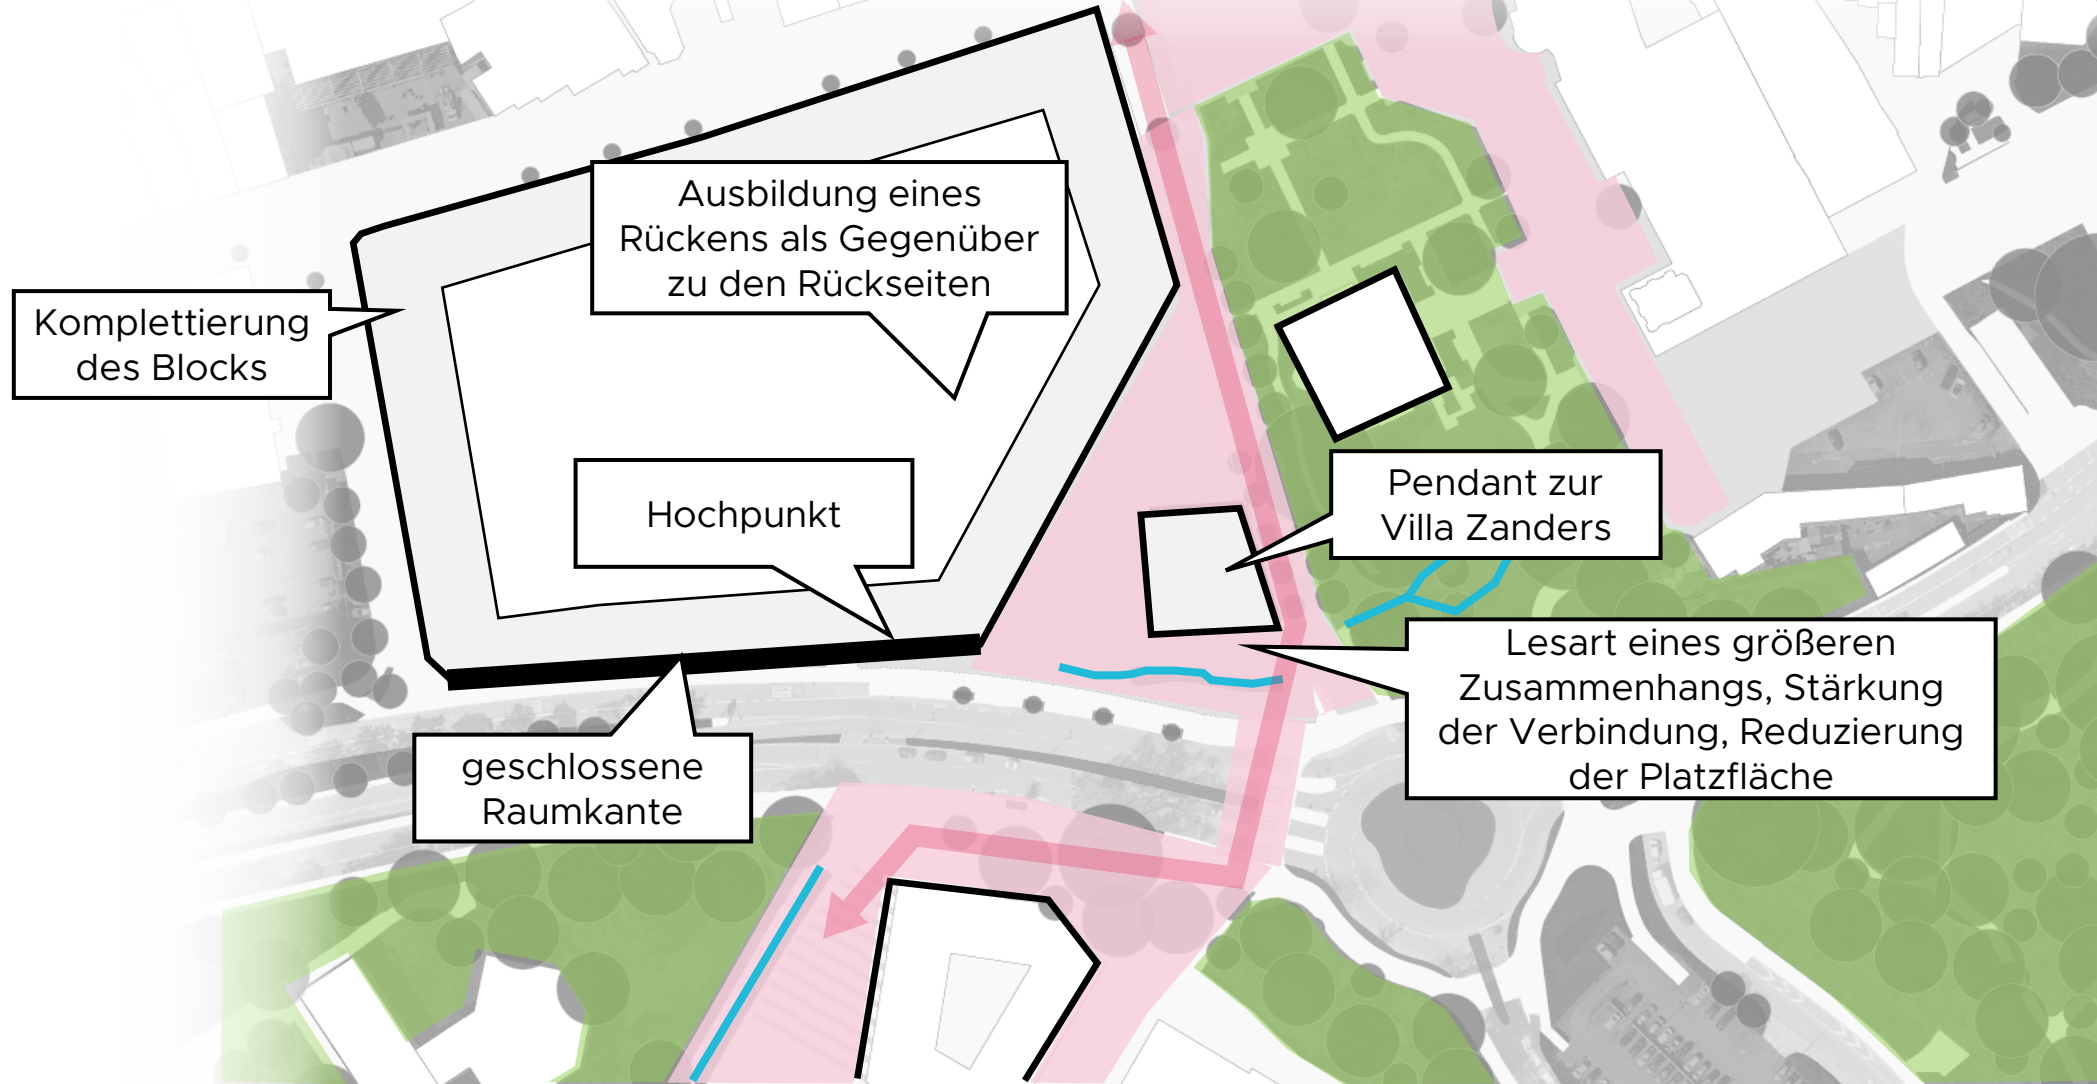 Ausbildung eines
Rückens als Gegenüber
zu den Rückseiten
Komplettierung
des Blocks
Hochpunkt
Pendant zur
Villa Zanders
Lesart eines größeren
Zusammenhangs, Stärkung
der Verbindung, Reduzierung
der Platzfläche
geschlossene
Raumkante